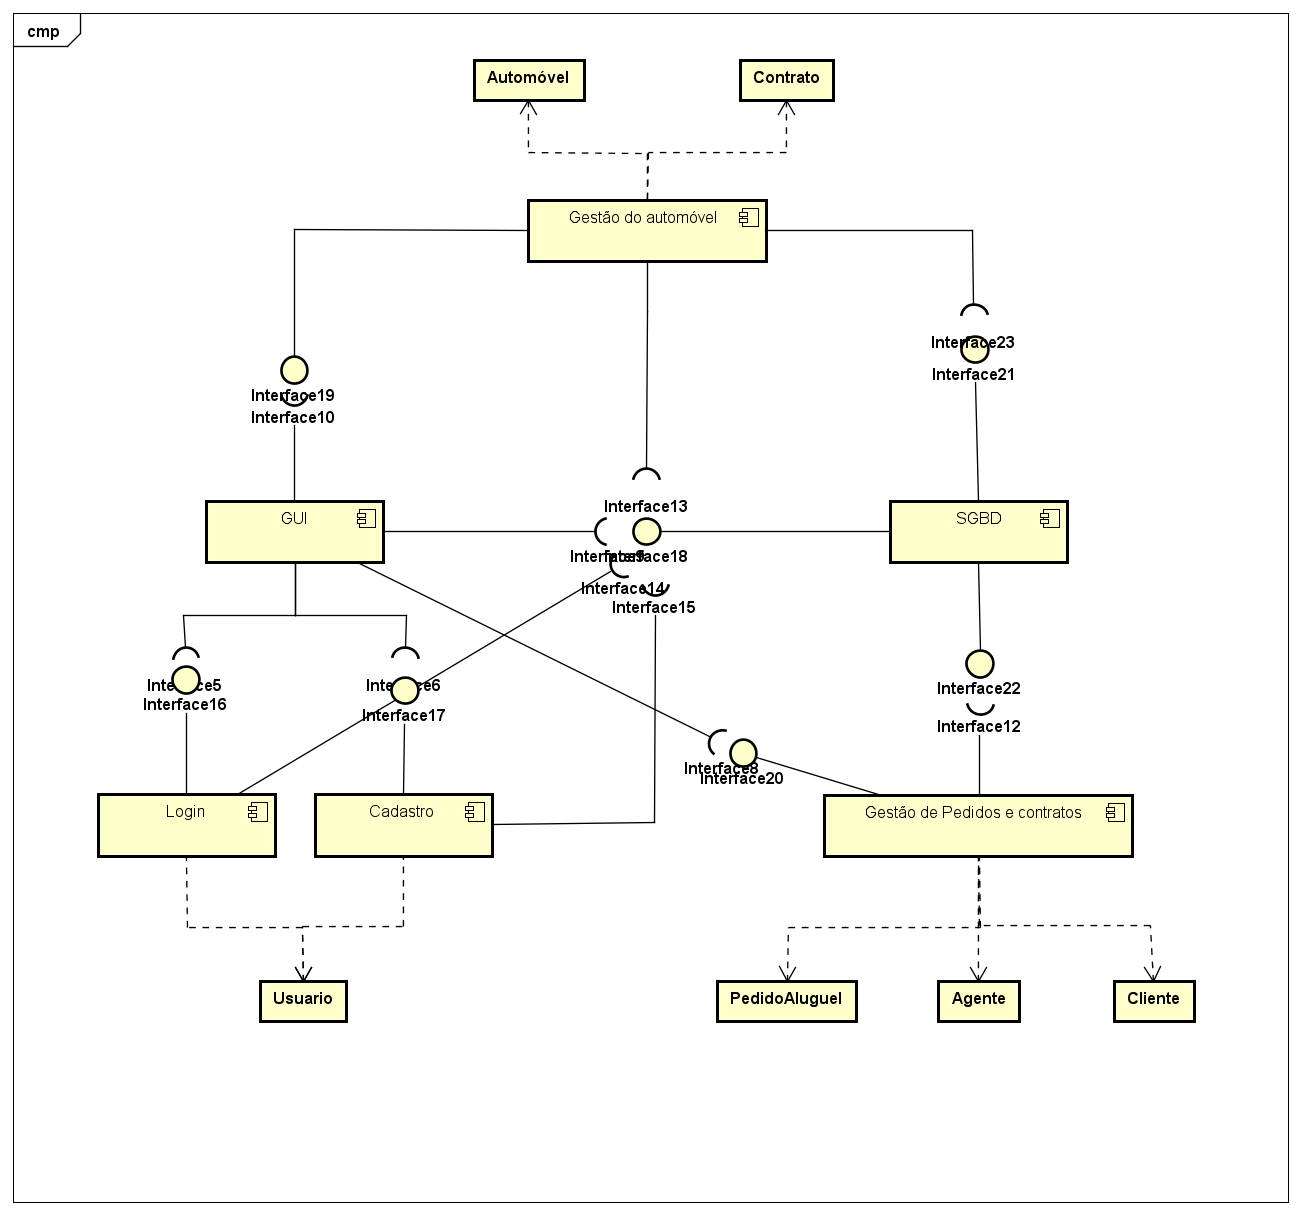 cmp
Automóvel
Contrato
Gestão do automóvel
Interface23
Interface21
Interface19
Interface10
Interface13
GUI
SGBD
Interface9
Interface18
Interface14
Interface15
Interface5
Interface16
Interface6
Interface17
Interface22
Interface12
Interface8
Interface20
Login
Cadastro
Gestão de Pedidos e contratos
Usuario
PedidoAluguel
Agente
Cliente